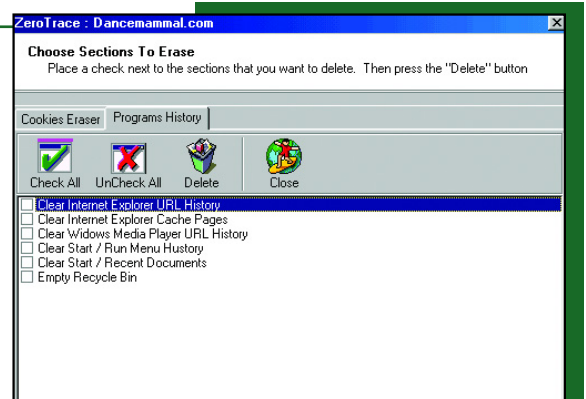 ZeroTrace : Dancemammal.com
Choose Sections To Erase
Place a check next to the sections that you want to delete. Then press the "Delete" button
Cookies Eraser Programs History
Check All UnCheck All Delete Close
Clear Internet Explorer URL History
Clear Internet Explorer Cache Pages
Clear Widows Media Player URL History
Clear Start / Run Menu Hustory
Clear Start / Recent Documents
Empty Recycle Bin